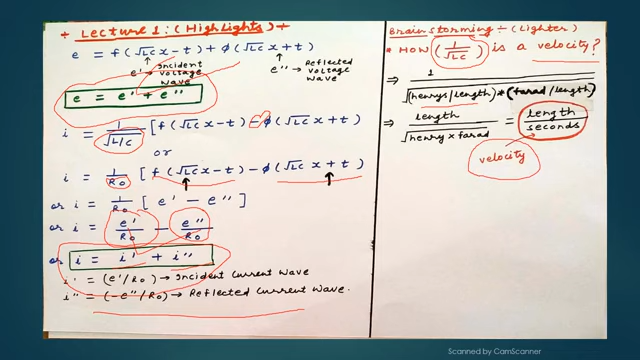 * Lecture 1: (Highlights) ÷
e = f(√LC x - t) + φ(√LC x + t)
e' → Incident voltage wave
e'' → Reflected voltage wave
e = e' + e''
i = 1/√L/C [f(√LC x - t) - φ(√LC x + t)
or
i = 1/R₀ [f(√LC x - t) - φ(√LC x + t)
or i = 1/R₀ [e' - e'']
or i = e'/R₀ - e''/R₀
or i = i' + i''
i' = (e'/R₀) → Incident current wave
i'' = (-e''/R₀) → Reflected current wave.
Brainstorming ÷ (Lighter)
* HOW (1/√LC) is a velocity?
⇒ 1/√(henrys/length) * (farad/length)
⇒ length/√henry x farad = length/seconds
velocity
Scanned by CamScanner